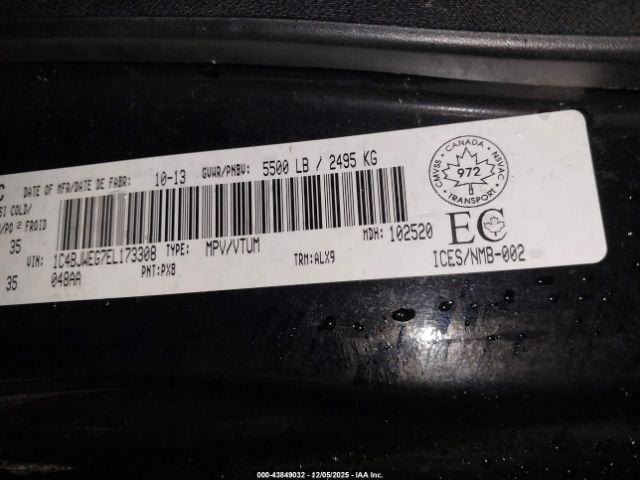 C DATE OF MFR/DATE DE FABR: 10-13 GVWR/PNBV: 5500 LB / 2495 KG
SI COLD/
/PO ² FROID
35 VIN: 1C4BJWEG7EL173308 TYPE: MPV/VTUM MDH: 102520
PNT:PX8 TRM:ALX9
35 048AA
CMVSS CANADA NSVAC
972
TRANSPORT
EC
ICES/NMB-002
000-43849032 - 12/05/2025 - IAA Inc.